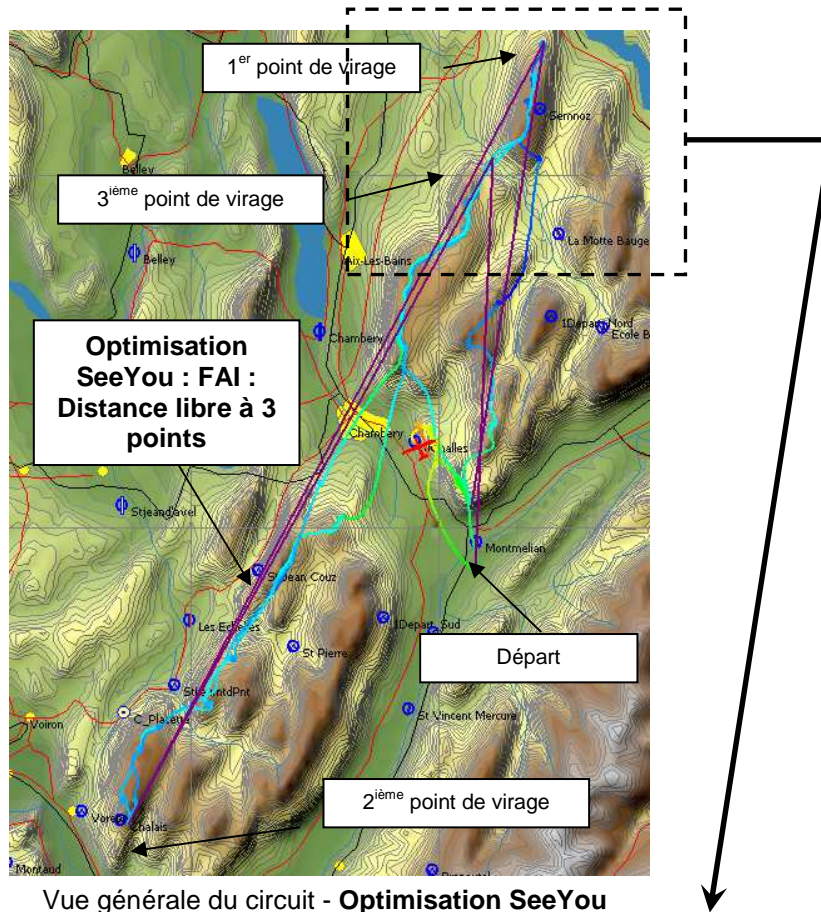 1er point de virage
Semnoz
Belley
3ième point de virage
La Motte Bauge
Belley
Aix-Les-Bains
Chambery
1Depart Nord
Ecole B
Optimisation
SeeYou : FAI :
Distance libre à 3
points
Chambery
Challes
Stjeand'avel
Montmelian
St Jean Couz
Les Echelles
1Depart Sud
St Pierre
Départ
C_Placette
Voiron
St Vincent Mercure
2ième point de virage
Chalais
Montaud
Vue générale du circuit - Optimisation SeeYou